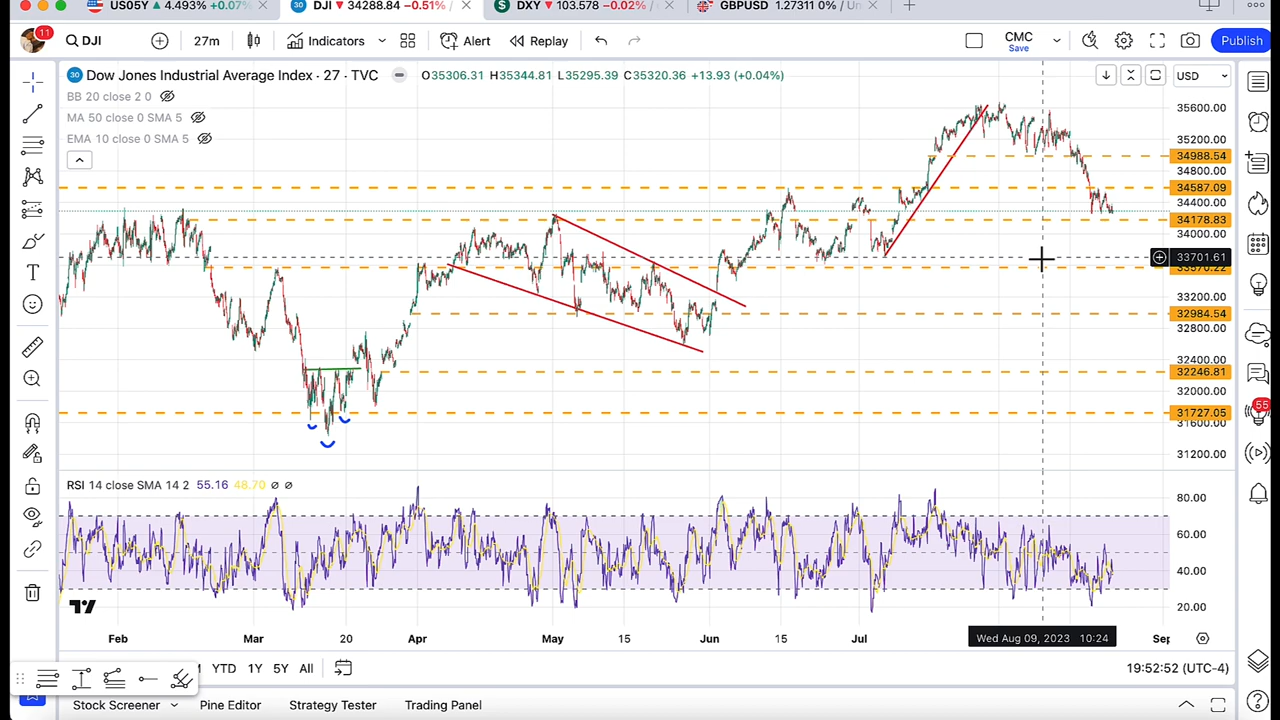 US05Y ▲ 4.493% +0.07%
DJI ▼ 34288.84 −0.51% /
DXY ▼ 103.578 −0.02% /
GBPUSD ▼ 1.27311 0% / Un
11
DJI
27m
Indicators
Alert
Replay
CMC
Save
Publish
30 Dow Jones Industrial Average Index · 27 · TVC
O35306.31 H35344.81 L35295.39 C35320.36 +13.93 (+0.04%)
USD
BB 20 close 2 0
MA 50 close 0 SMA 5
EMA 10 close 0 SMA 5
35600.00
35200.00
34988.54
34800.00
34587.09
34400.00
34178.83
34000.00
33701.61
33570.22
33200.00
32984.54
32800.00
32400.00
32246.81
32000.00
31727.05
31600.00
31200.00
RSI 14 close SMA 14 2 55.16 48.70 ∅ ∅
80.00
60.00
40.00
20.00
55
Feb
Mar
20
Apr
May
15
Jun
15
Jul
Wed Aug 09, 2023 10:24
Sep
YTD
1Y
5Y
All
19:52:52 (UTC-4)
Stock Screener
Pine Editor
Strategy Tester
Trading Panel